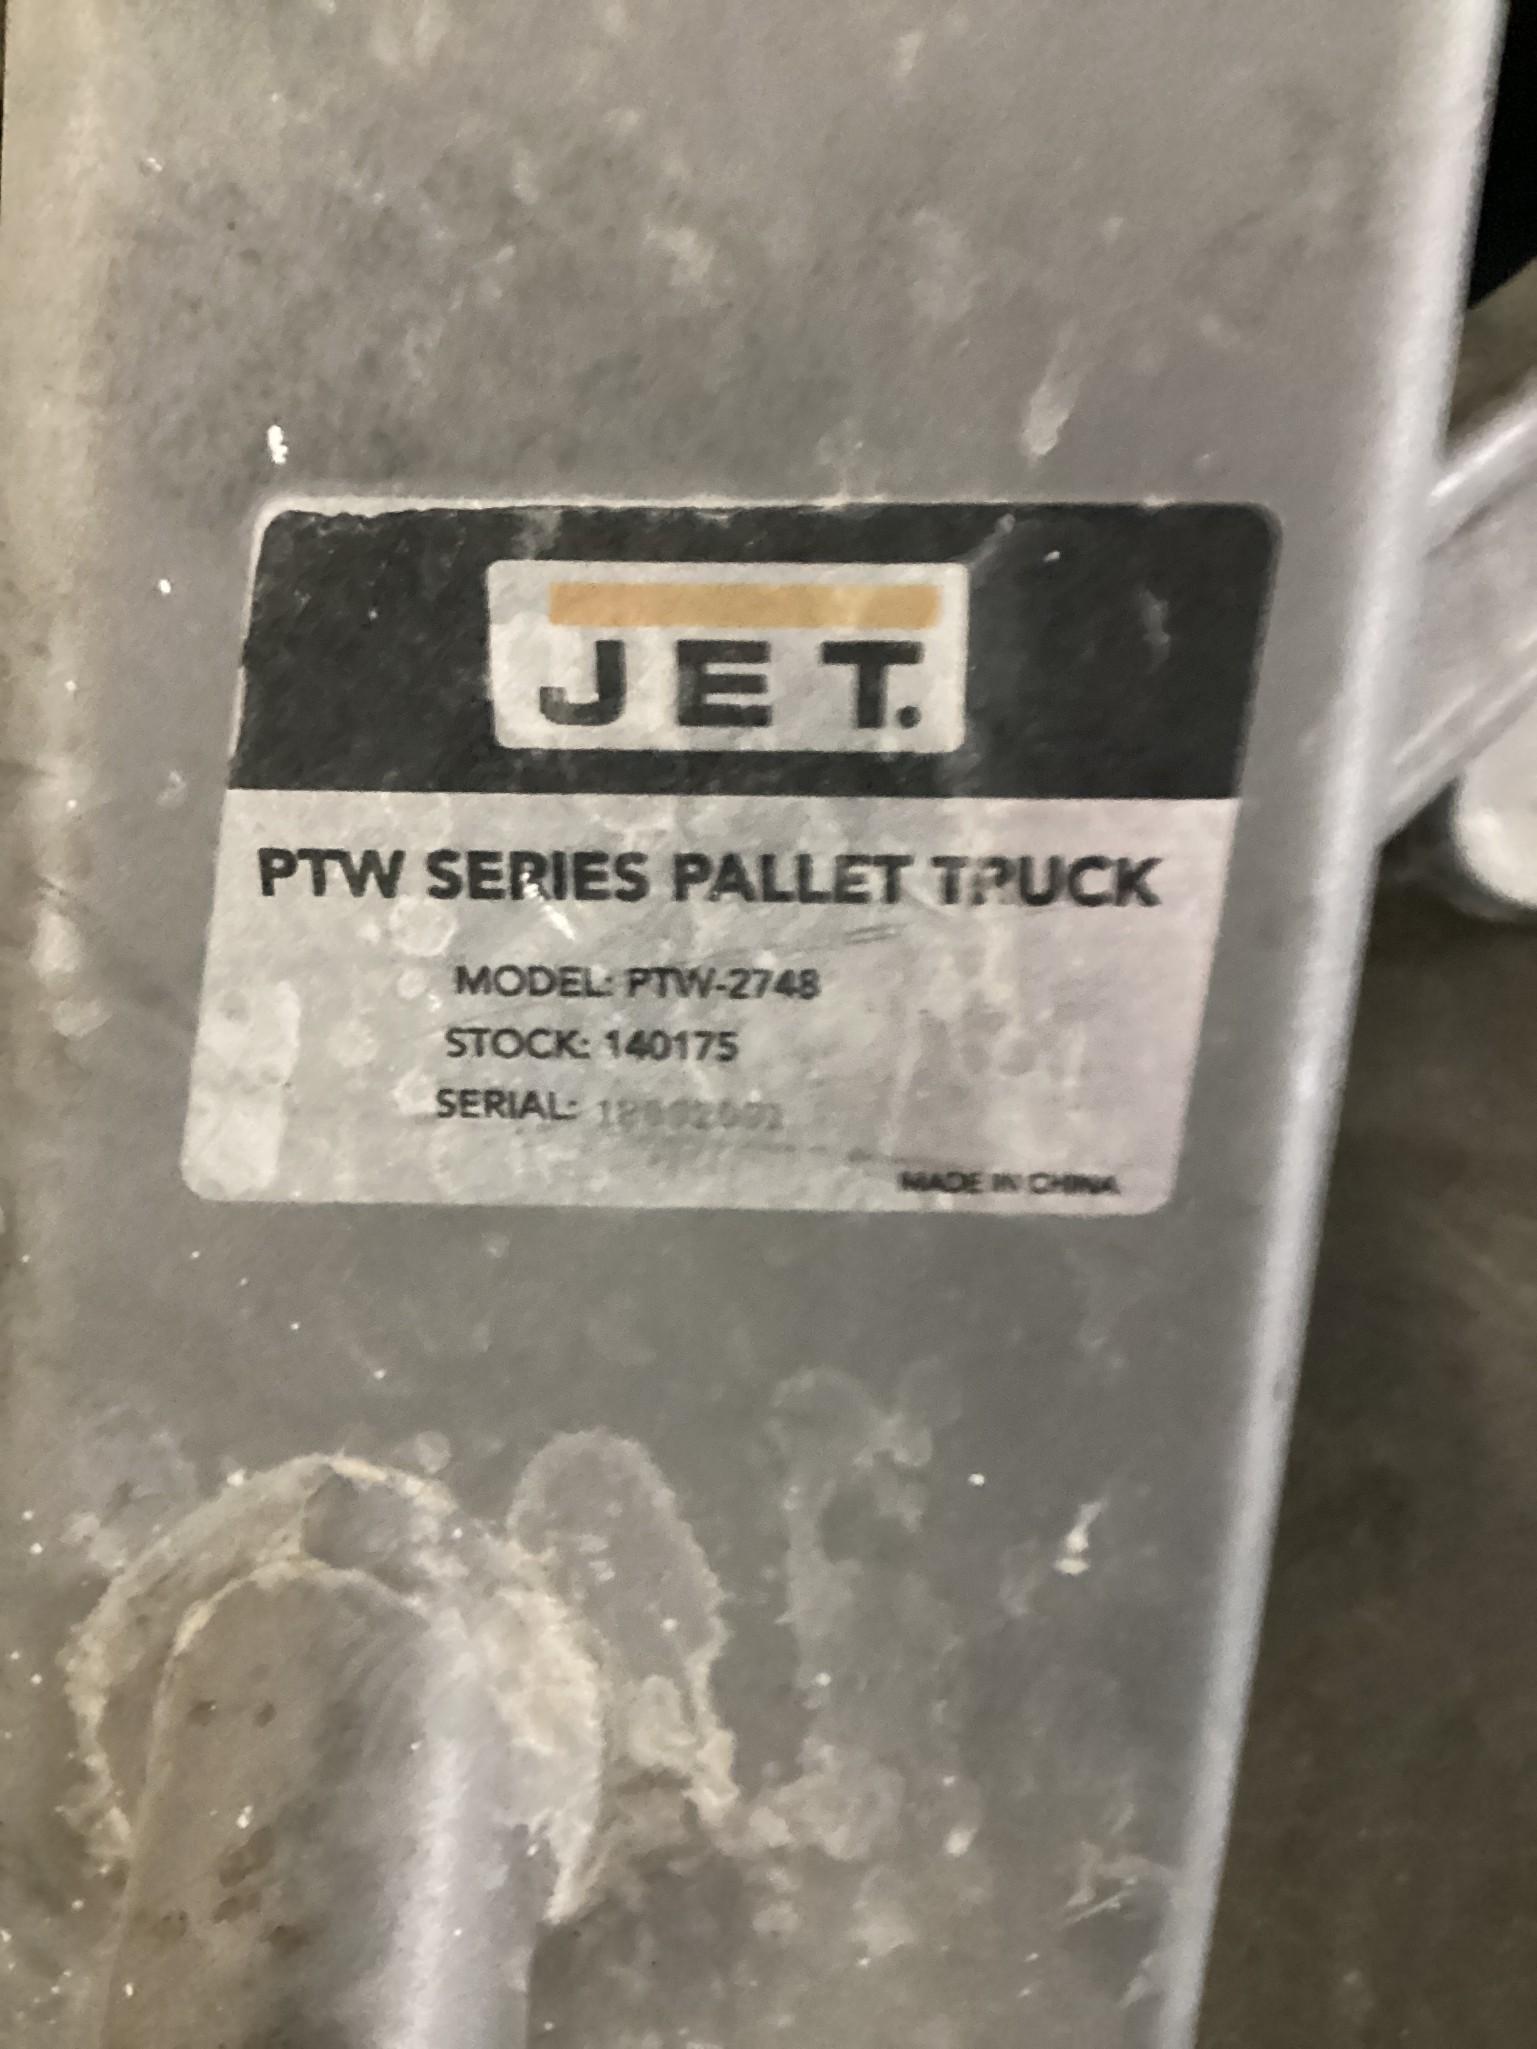 JET.
PTW SERIES PALLET TRUCK
MODEL: PTW-2748
STOCK: 140175
SERIAL:
MADE IN CHINA